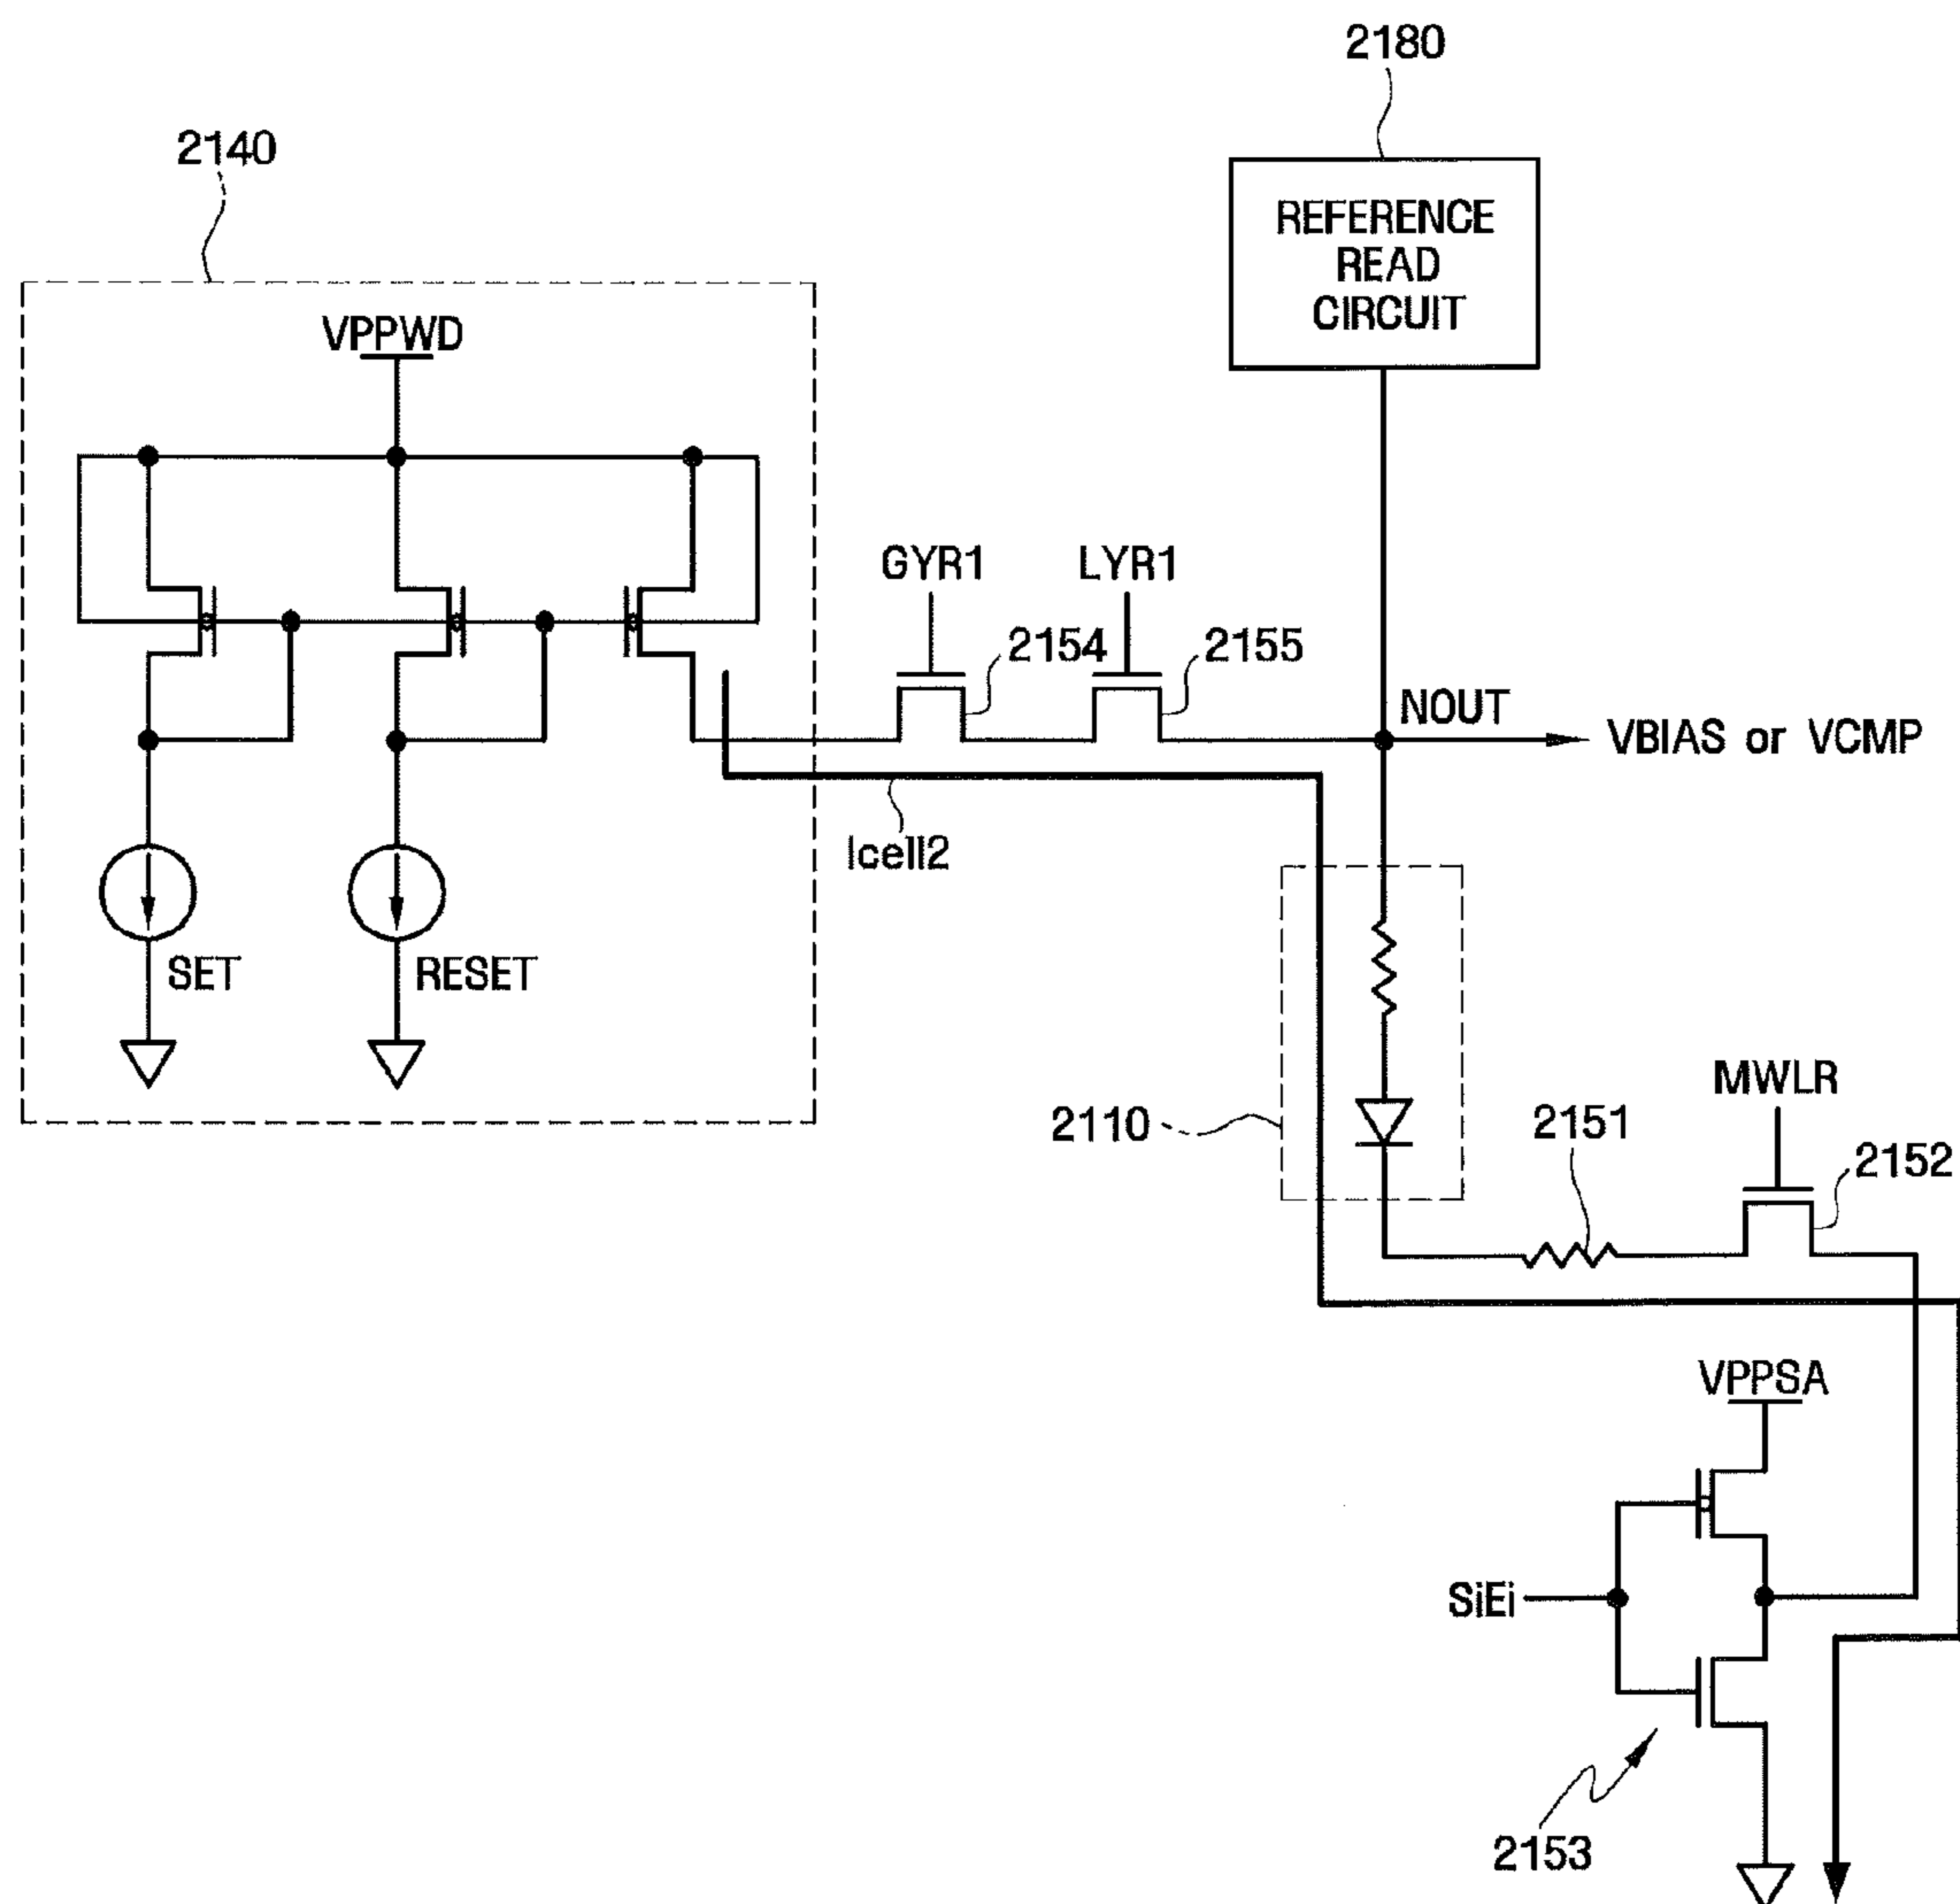 2180
2140
REFERENCE
READ
CIRCUIT
VPPWD
GYR1
LYR1
2154
2155
NOUT
VBIAS or VCMP
Icell2
SET
RESET
MWLR
2110
2151
2152
VPPSA
SiEi
2153